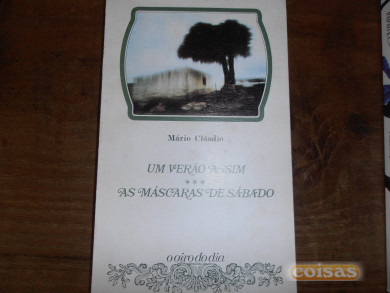 Mário Cláudio
UM VERÃO ASSIM
***
AS MÁSCARAS DE SÁBADO
o oiro do dia
coisas